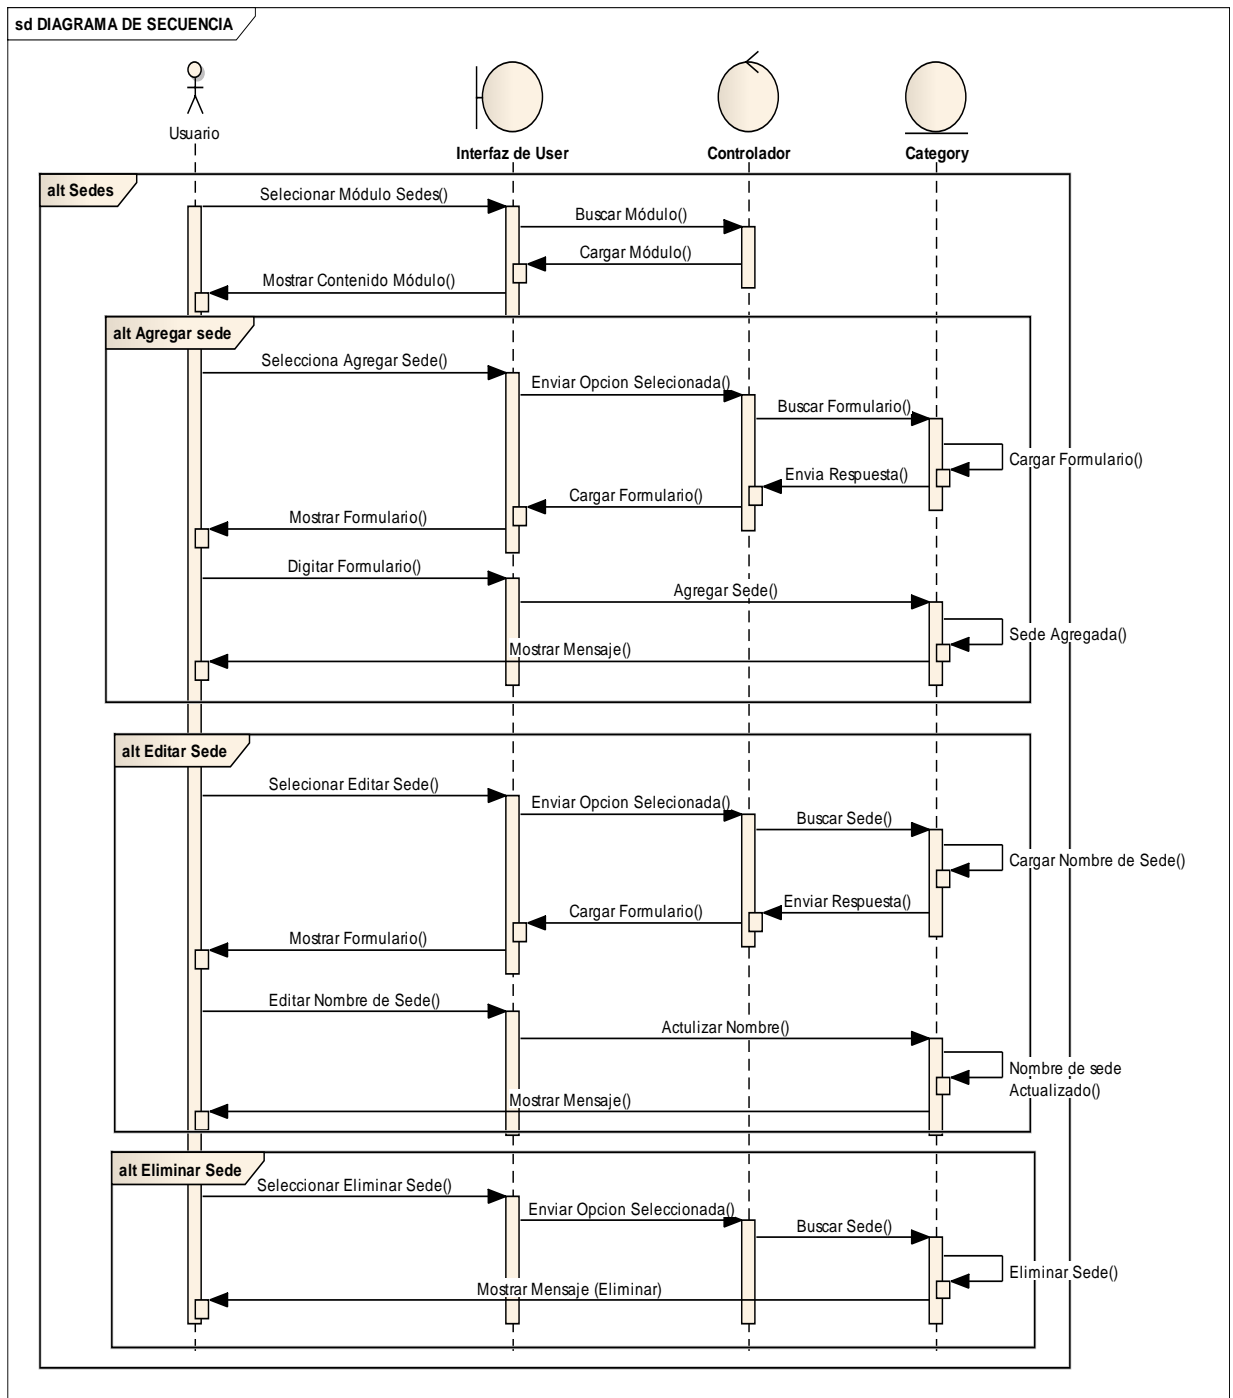 sd DIAGRAMA DE SECUENCIA
Usuario
Interfaz de User
Controlador
Category
alt Sedes
Selecionar Módulo Sedes()
Buscar Módulo()
Cargar Módulo()
Mostrar Contenido Módulo()
alt Agregar sede
Selecciona Agregar Sede()
Enviar Opcion Selecionada()
Buscar Formulario()
Cargar Formulario()
Envia Respuesta()
Cargar Formulario()
Mostrar Formulario()
Digitar Formulario()
Agregar Sede()
Sede Agregada()
Mostrar Mensaje()
alt Editar Sede
Selecionar Editar Sede()
Enviar Opcion Selecionada()
Buscar Sede()
Cargar Nombre de Sede()
Enviar Respuesta()
Cargar Formulario()
Mostrar Formulario()
Editar Nombre de Sede()
Actulizar Nombre()
Nombre de sede
Actualizado()
Mostrar Mensaje()
alt Eliminar Sede
Seleccionar Eliminar Sede()
Enviar Opcion Seleccionada()
Buscar Sede()
Eliminar Sede()
Mostrar Mensaje (Eliminar)